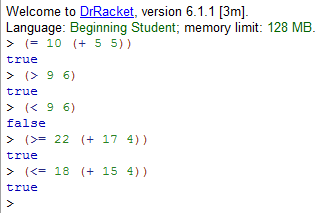 Welcome to DrRacket, version 6.1.1 [3m].
Language: Beginning Student; memory limit: 128 MB.
> (= 10 (+ 5 5))
true
> (> 9 6)
true
> (< 9 6)
false
> (>= 22 (+ 17 4))
true
> (<= 18 (+ 15 4))
true
>